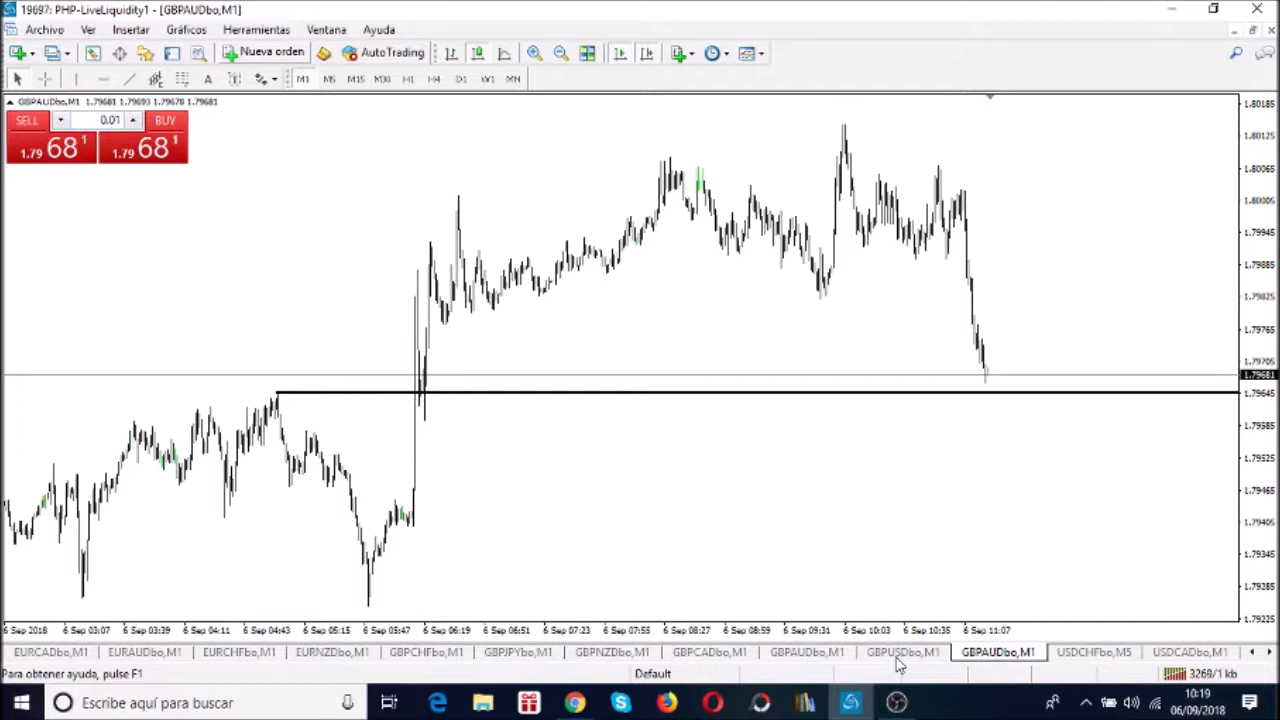 19697: PHP-LiveLiquidity1 - [GBPAUDbo,M1]
Archivo Ver Insertar Gráficos Herramientas Ventana Ayuda
Nueva orden AutoTrading
A T M1 M5 M15 M30 H1 H4 D1 W1 MN
GBPAUDbo,M1 1.79681 1.79693 1.79678 1.79681
SELL 0.01 BUY
1.79 68 1 1.79 68 1
1.80185
1.80125
1.80065
1.80005
1.79945
1.79885
1.79825
1.79765
1.79705
1.79681
1.79645
1.79585
1.79525
1.79465
1.79405
1.79345
1.79285
1.79225
6 Sep 2018 6 Sep 03:07 6 Sep 03:39 6 Sep 04:11 6 Sep 04:43 6 Sep 05:15 6 Sep 05:47 6 Sep 06:19 6 Sep 06:51 6 Sep 07:23 6 Sep 07:55 6 Sep 08:27 6 Sep 08:59 6 Sep 09:31 6 Sep 10:03 6 Sep 10:35 6 Sep 11:07
EURCADbo,M1 EURAUDbo,M1 EURCHFbo,M1 EURNZDbo,M1 GBPCHFbo,M1 GBPJPYbo,M1 GBPNZDbo,M1 GBPCADbo,M1 GBPAUDbo,M1 GBPUSDbo,M1 GBPAUDbo,M1 USDCHFbo,M5 USDCADbo,M1
Para obtener ayuda, pulse F1 Default 3269/1 kb
Escribe aquí para buscar 10:19
06/09/2018